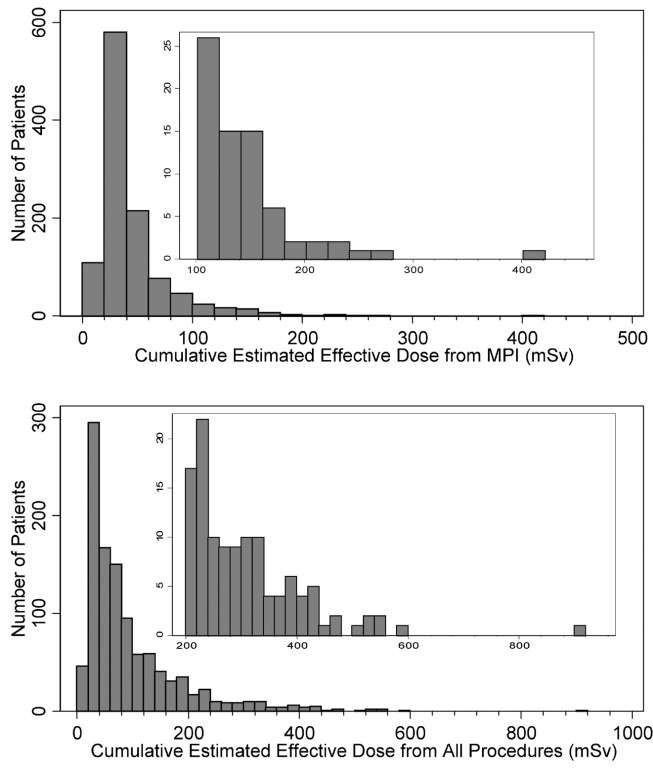 600
400
200
0
Number of Patients
25
20
15
10
5
0
100 200 300 400
0 100 200 300 400 500
Cumulative Estimated Effective Dose from MPI (mSv)
300
200
100
0
Number of Patients
20
15
10
5
0
200 400 600 800
0 200 400 600 800 1000
Cumulative Estimated Effective Dose from All Procedures (mSv)